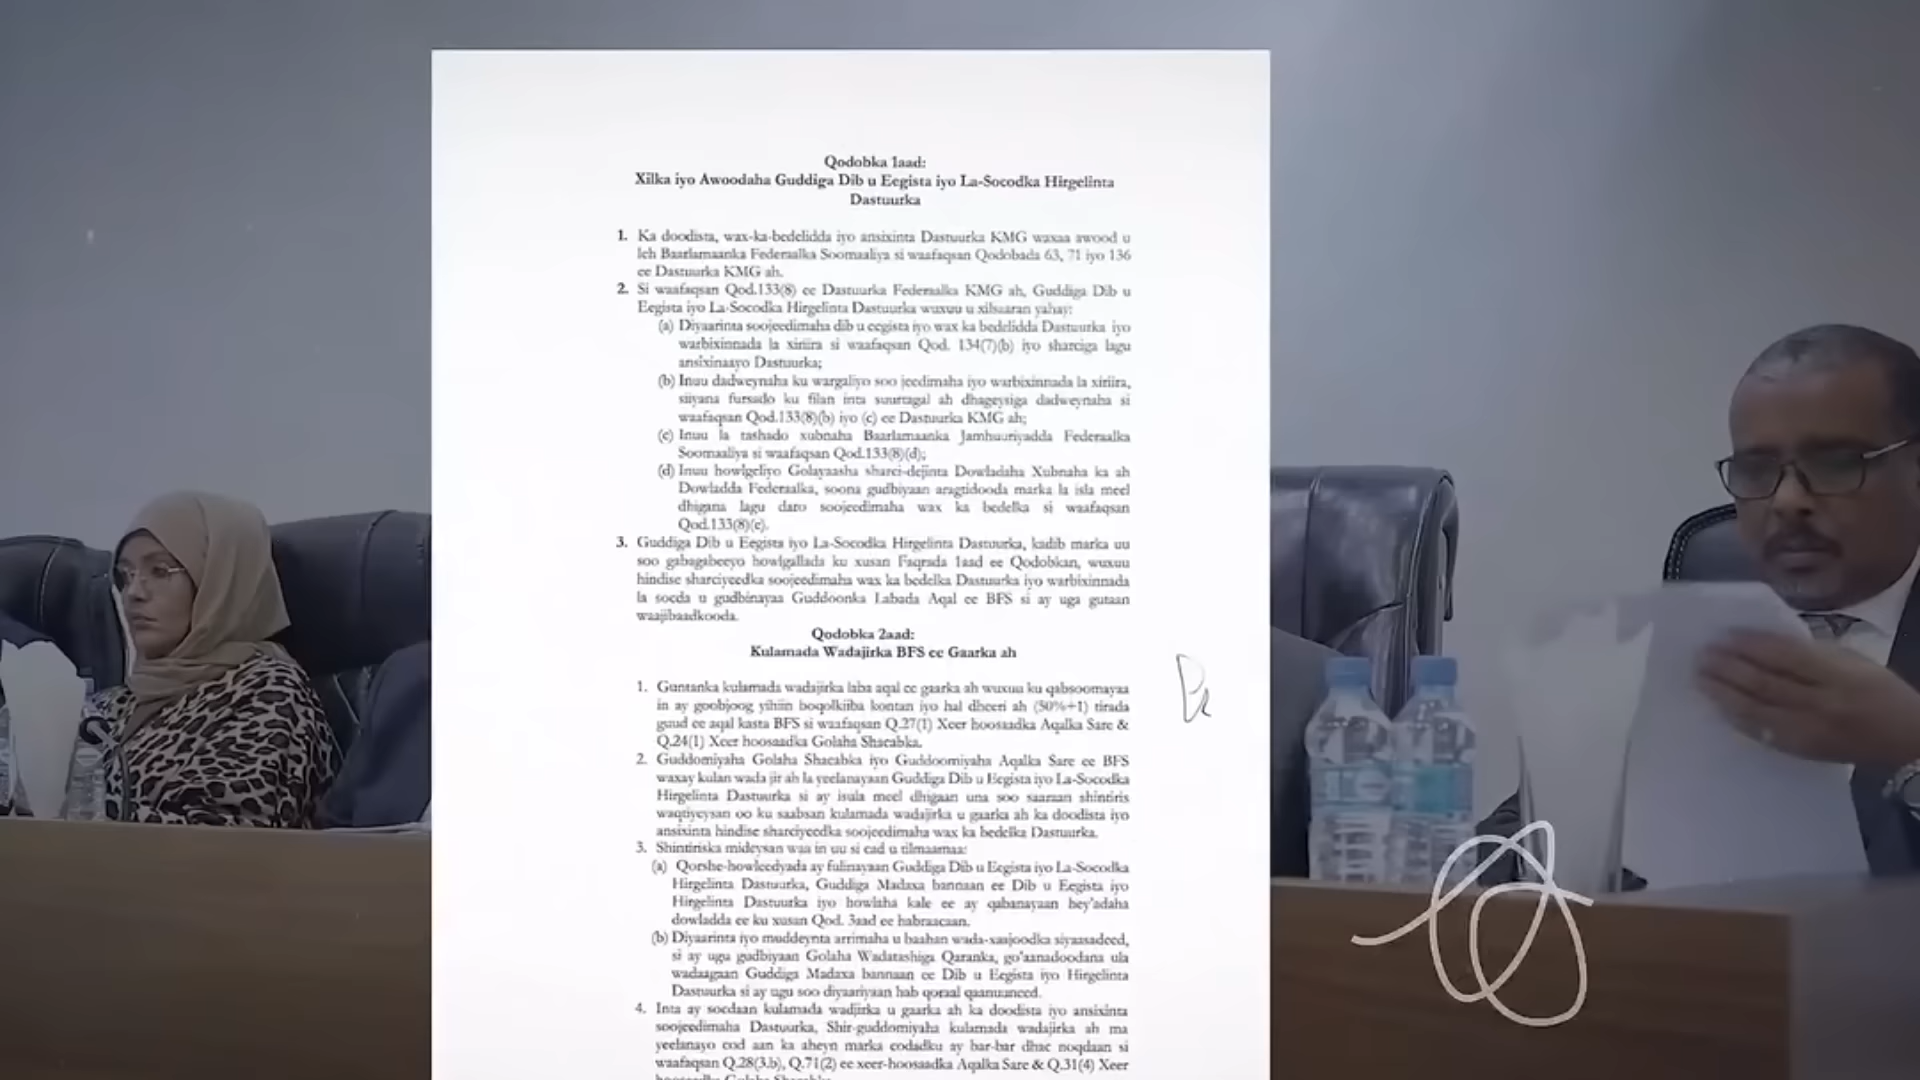 Qodobka 1aad:
Xilka iyo Awoodaha Guddiga Dib u Eegista iyo La-Socodka Hirgelinta
Dastuurka
1. Ka doodista, wax-ka-bedelidda iyo ansixinta Dastuurka KMG waxaa awood u
leh Baarlamaanka Federaalka Soomaaliya si waafaqsan Qodobada 63, 71 iyo 136
ee Dastuurka KMG ah.
2. Si waafaqsan Qod.133(8) ee Dastuurka Federaalka KMG ah, Guddiga Dib u
Eegista iyo La-Socodka Hirgelinta Dastuurka wuxuu u xilsaaran yahay:
(a) Diyaarinta soojeedimaha dib u eegista iyo wax ka bedelidda Dastuurka iyo
warbixinnada la xiriira si waafaqsan Qod. 134(7)(b) iyo sharciga lagu
ansixinaayo Dastuurka;
(b) Inuu dadweynaha ku wargaliyo soo jeedimaha iyo warbixinnada la xiriira,
siiyana fursado ku filan inta suurtagal ah dhageysiga dadweynaha si
waafaqsan Qod.133(8)(b) iyo (c) ee Dastuurka KMG ah;
(c) Inuu la tashado xubnaha Baarlamaanka Jamhuuriyadda Federaalka
Soomaaliya si waafaqsan Qod.133(8)(d);
(d) Inuu howlgeliyo Golayaasha sharci-dejinta Dowladaha Xubnaha ka ah
Dowladda Federaalka, soona gudbiyaan aragtidooda marka la isla meel
dhigana lagu daro soojeedimaha wax ka bedelka si waafaqsan
Qod.133(8)(e).
3. Guddiga Dib u Eegista iyo La-Socodka Hirgelinta Dastuurka, kadib marka uu
soo gabagabeeyo howlgallada ku xusan Faqrada 1aad ee Qodobkan, wuxuu
hindise sharciyeedka soojeedimaha wax ka bedelka Dastuurka iyo warbixinnada
la socda u gudbinayaa Guddoonka Labada Aqal ee BFS si ay uga gutaan
waajibaadkooda.
Qodobka 2aad:
Kulamada Wadajirka BFS ee Gaarka ah
1. Guntanka kulamada wadajirka laba aqal ee gaarka ah wuxuu ku qabsoomayaa
in ay goobjoog yihiin boqolkiiba kontan iyo hal dheeri ah (50%+1) tirada
guud ee aqal kasta BFS si waafaqsan Q.27(1) Xeer hoosaadka Aqalka Sare &
Q.24(1) Xeer hoosaadka Golaha Shacabka.
2. Guddomiyaha Golaha Shacabka iyo Guddoomiyaha Aqalka Sare ee BFS
waxay kulan wada jir ah la yeelanayaan Guddiga Dib u Eegista iyo La-Socodka
Hirgelinta Dastuurka si ay isula meel dhigaan una soo saaraan shintiris
waqtiyeysan oo ku saabsan kulamada wadajirka u gaarka ah ka doodista iyo
ansixinta hindise sharciyeedka soojeedimaha wax ka bedelka Dastuurka.
3. Shintiriska mideysan waa in uu si cad u tilmaamaa:
(a) Qorshe-howleedyada ay fulinayaan Guddiga Dib u Eegista iyo La-Socodka
Hirgelinta Dastuurka, Guddiga Madaxa bannaan ee Dib u Eegista iyo
Hirgelinta Dastuurka iyo howlaha kale ee ay qabanayaan hey'adaha
dowladda ee ku xusan Qod. 3aad ee habraacaan.
(b) Diyaarinta iyo muddeynta arrimaha u baahan wada-xaajoodka siyaasadeed,
si ay uga gudbiyaan Golaha Wadatashiga Qaranka, go'aanadoodana ula
wadaagaan Guddiga Madaxa bannaan ee Dib u Eegista iyo Hirgelinta
Dastuurka si ay ugu soo diyaariyaan hab qoraal qaanuuneed.
4. Inta ay socdaan kulamada wadjirka u gaarka ah ka doodista iyo ansixinta
soojeedimaha Dastuurka, Shir-guddomiyaha kulamada wadajirka ah ma
yeelanayo cod aan ka aheyn marka codadku ay bar-bar dhac noqdaan si
waafaqsan Q.28(3.b), Q.71(2) ee xeer-hoosaadka Aqalka Sare & Q.31(4) Xeer